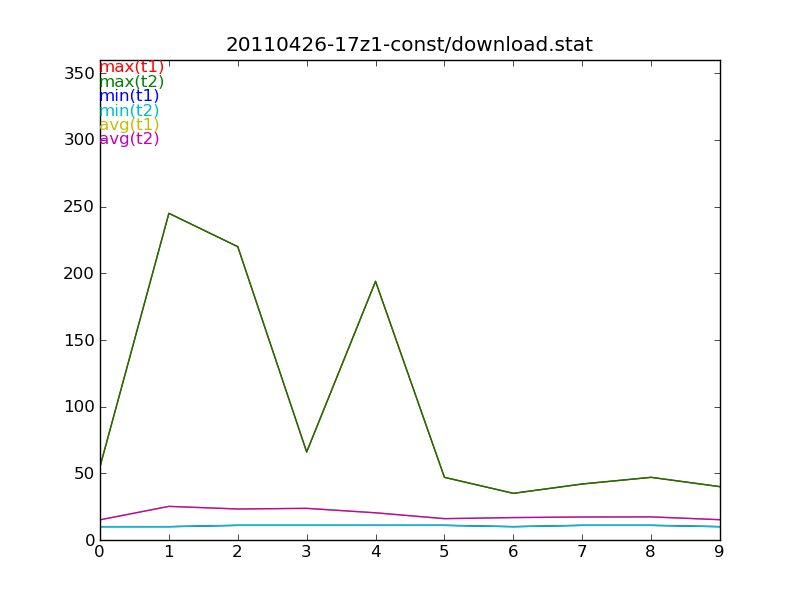 20110426-17z1-const/download.stat
350
max(t1)
max(t2)
min(t1)
min(t2)
avg(t1)
avg(t2)
300
250
200
150
100
50
0
0 1 2 3 4 5 6 7 8 9